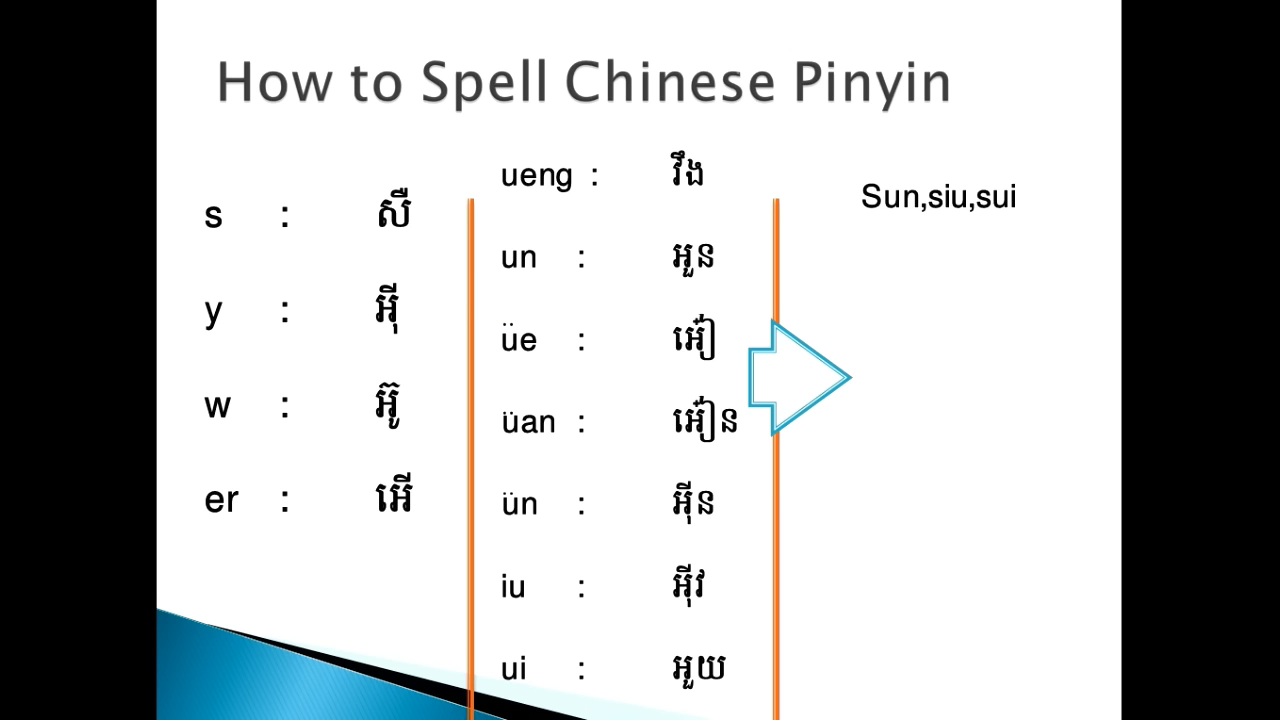 How to Spell Chinese Pinyin
s : សឺ
y : អ៊ី
w : អ៊ូ
er : អើ
ueng : វឹង
un : អួន
üe : អៀ៊
üan : អៀ៊ន
ün : អ៊ីន
iu : អ៊ីវ
ui : អួយ
Sun,siu,sui